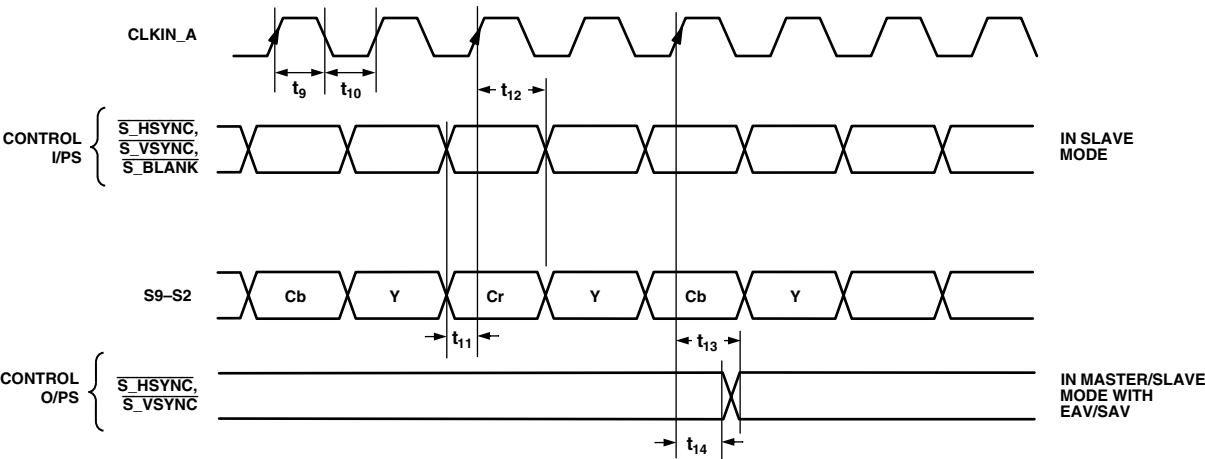 CLKIN_A
t9
t10
t12
CONTROL
I/PS
S_HSYNC,
S_VSYNC,
S_BLANK
IN SLAVE
MODE
S9–S2
Cb
Y
Cr
Y
Cb
Y
t11
t13
CONTROL
O/PS
S_HSYNC,
S_VSYNC
IN MASTER/SLAVE
MODE WITH
EAV/SAV
t14